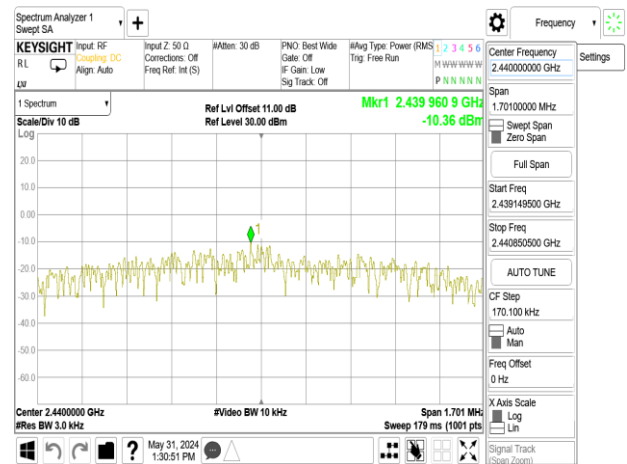 Spectrum Analyzer 1
Swept SA
Frequency
Settings
KEYSIGHT
RL
LXI
Input: RF
Coupling: DC
Align: Auto
Input Z: 50 Ω
Corrections: Off
Freq Ref: Int (S)
#Atten: 30 dB
PNO: Best Wide
Gate: Off
IF Gain: Low
Sig Track: Off
#Avg Type: Power (RMS
Trig: Free Run
1 2 3 4 5 6
M W W W W W
P N N N N N
1 Spectrum
Scale/Div 10 dB
Log
Ref Lvl Offset 11.00 dB
Ref Level 30.00 dBm
Mkr1 2.439 960 9 GHz
-10.36 dBm
20.0
10.0
0.00
-10.0
-20.0
-30.0
-40.0
-50.0
-60.0
1
Center 2.4400000 GHz
#Res BW 3.0 kHz
#Video BW 10 kHz
Span 1.701 MHz
Sweep 179 ms (1001 pts
May 31, 2024
1:30:51 PM
?
Center Frequency
2.440000000 GHz
Span
1.70100000 MHz
Swept Span
Zero Span
Full Span
Start Freq
2.439149500 GHz
Stop Freq
2.440850500 GHz
AUTO TUNE
CF Step
170.100 kHz
Auto
Man
Freq Offset
0 Hz
X Axis Scale
Log
Lin
Signal Track
(Span Zoom)